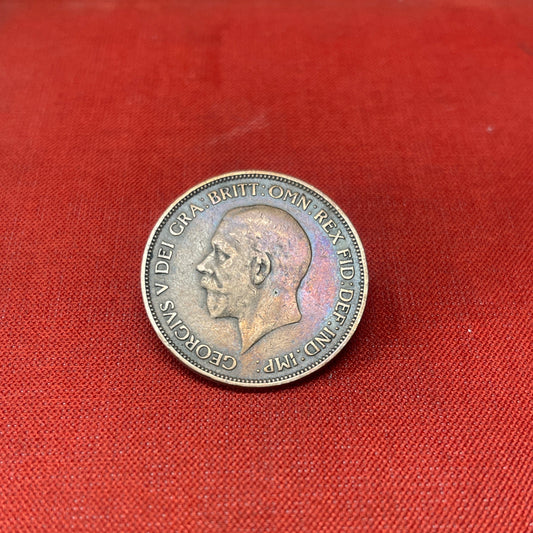 GEORGIVS V DEI GRA: BRITT: OMN: REX FID: DEF: IND: IMP: